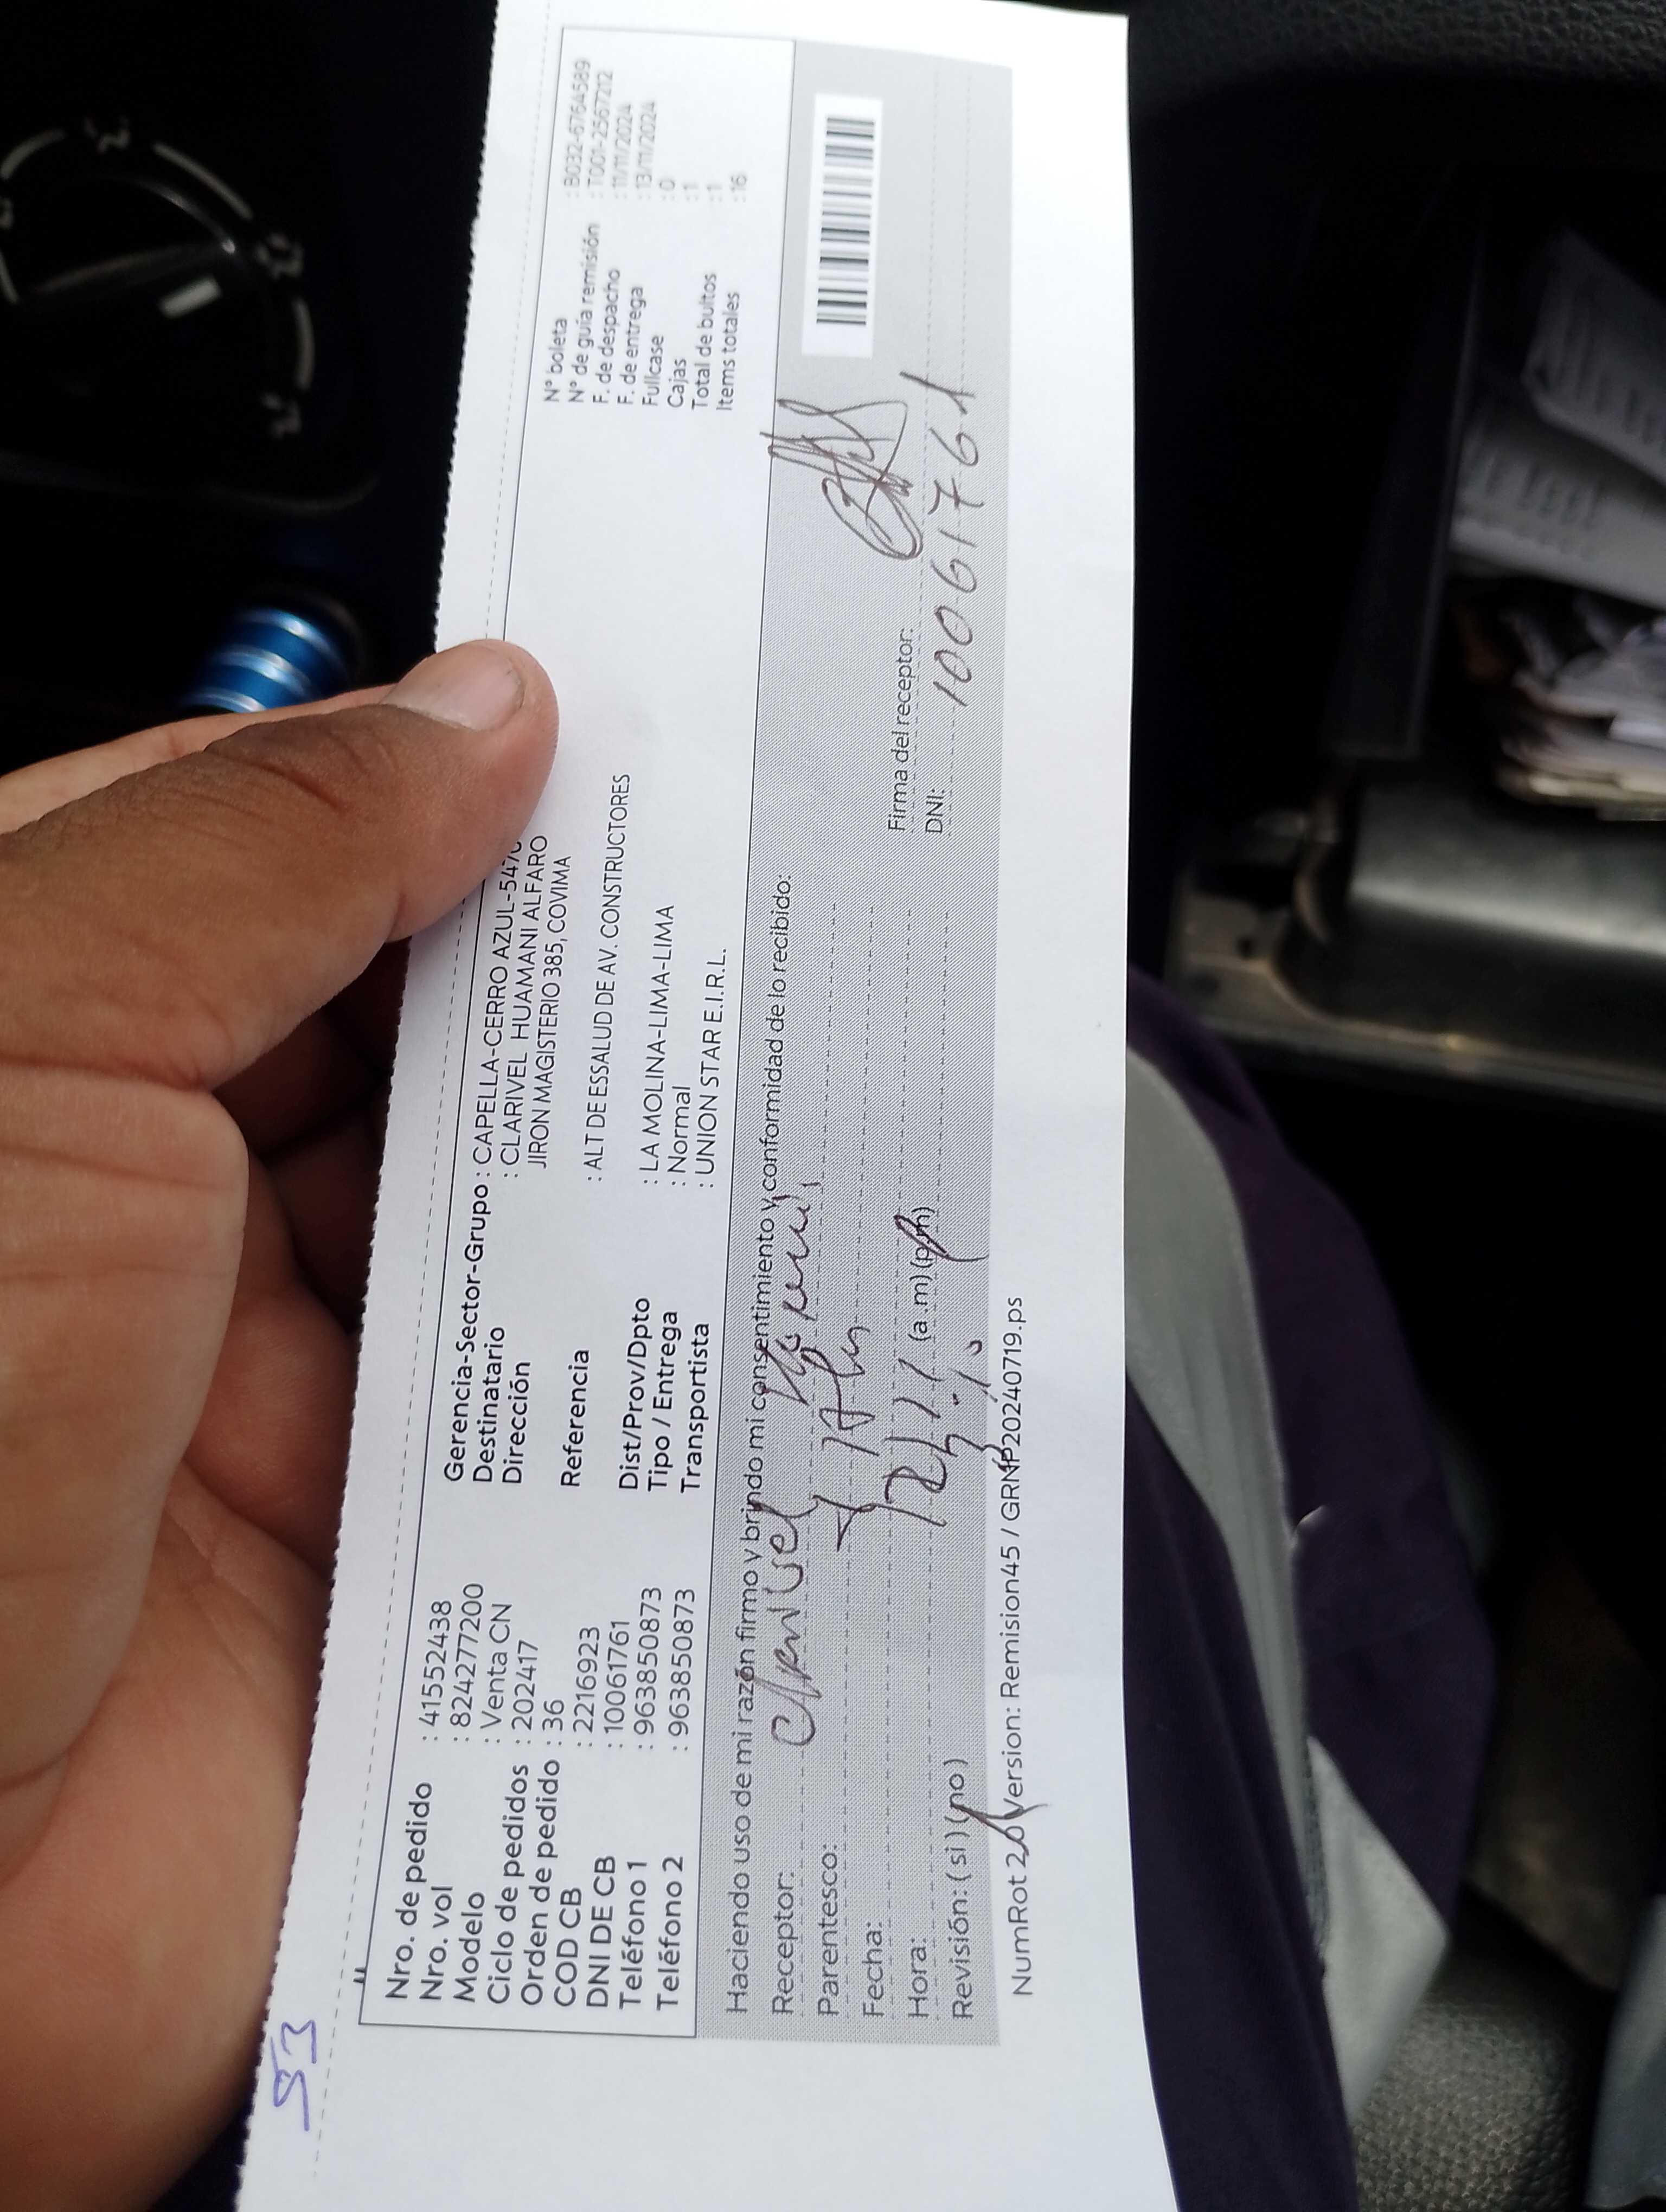 53
Nro. de pedido : 41552438
Nro. vol : 824277200
Modelo : Venta CN
Ciclo de pedidos : 202417
Orden de pedido : 36
COD CB : 2216923
DNI DE CB : 10061761
Teléfono 1 : 963850873
Teléfono 2 : 963850873
Gerencia-Sector-Grupo : CAPELLA-CERRO AZUL-547
Destinatario : CLARIVEL HUAMANI ALFARO
Dirección JIRON MAGISTERIO 385, COVIMA
Referencia : ALT DE ESSALUD DE AV. CONSTRUCTORES
Dist/Prov/Dpto : LA MOLINA-LIMA-LIMA
Tipo / Entrega : Normal
Transportista : UNION STAR E.I.R.L.
N° boleta : B032-6764589
N° de guía remisión : T001-2567212
F. de despacho : 11/11/2024
F. de entrega : 13/11/2024
Fullcase : 0
Cajas : 1
Total de bultos : 1
Items totales : 16
Haciendo uso de mi razón firmo y brindo mi consentimiento y conformidad de lo recibido:
Receptor:
Parentesco:
Fecha:
Hora: (a.m) (p.m)
Revisión: ( si ) ( no )
Firma del receptor:
DNI: 10061761
NumRot 2.0 Version: Remision45 / GRNP20240719.ps